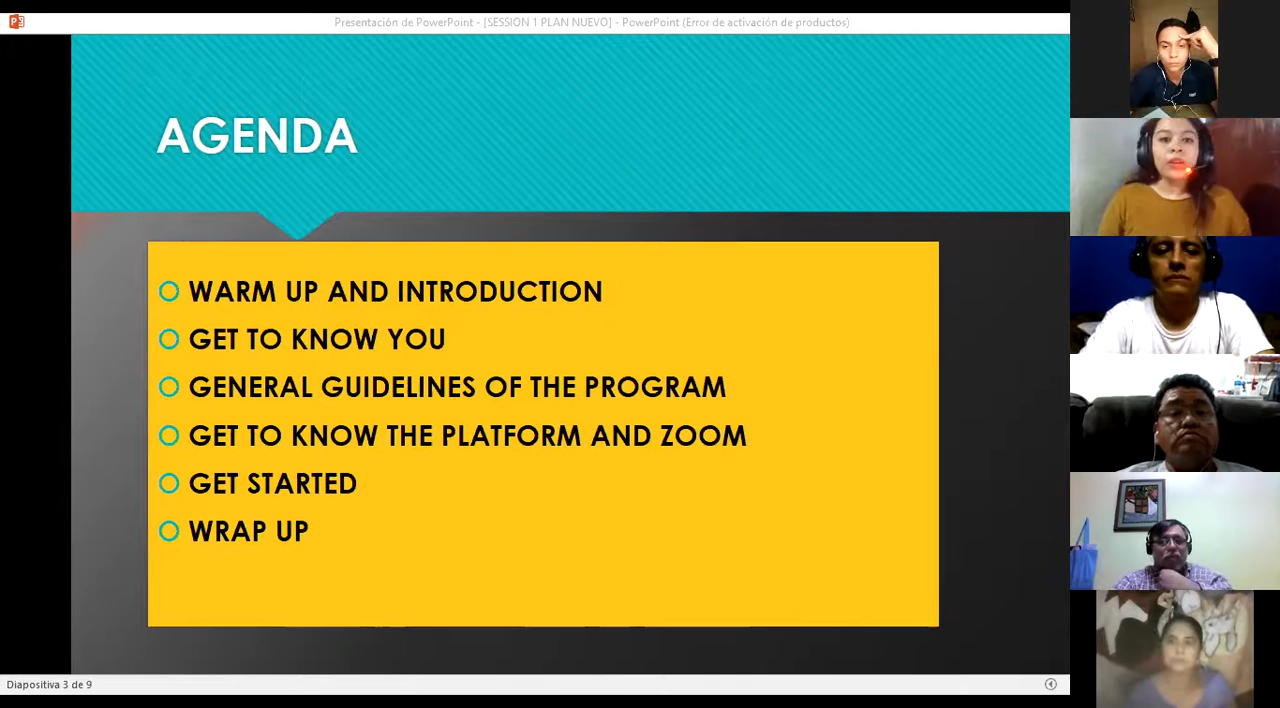 Presentación de PowerPoint - [SESSION 1 PLAN NUEVO] - PowerPoint (Error de activación de productos)
AGENDA
WARM UP AND INTRODUCTION
GET TO KNOW YOU
GENERAL GUIDELINES OF THE PROGRAM
GET TO KNOW THE PLATFORM AND ZOOM
GET STARTED
WRAP UP
Diapositiva 3 de 9